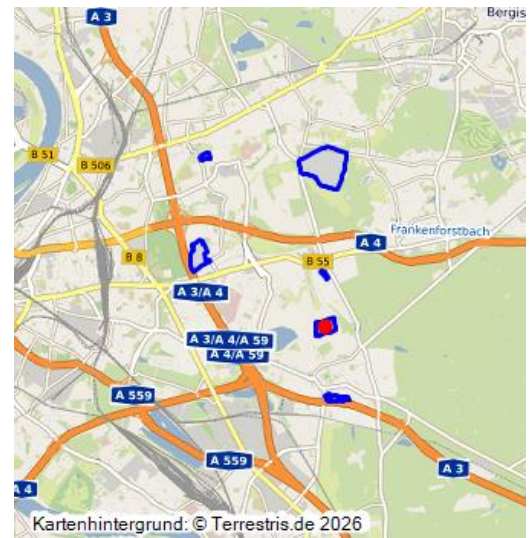 A 3
Bergis
B 51
B 506
Frankenforstbach
A 4
B 8
B 55
A 3/A 4
A 3/A 4/A 59
A 4/A 59
A 559
A 559
A 3
A 4
Kartenhintergrund: © Terrestris.de 2026